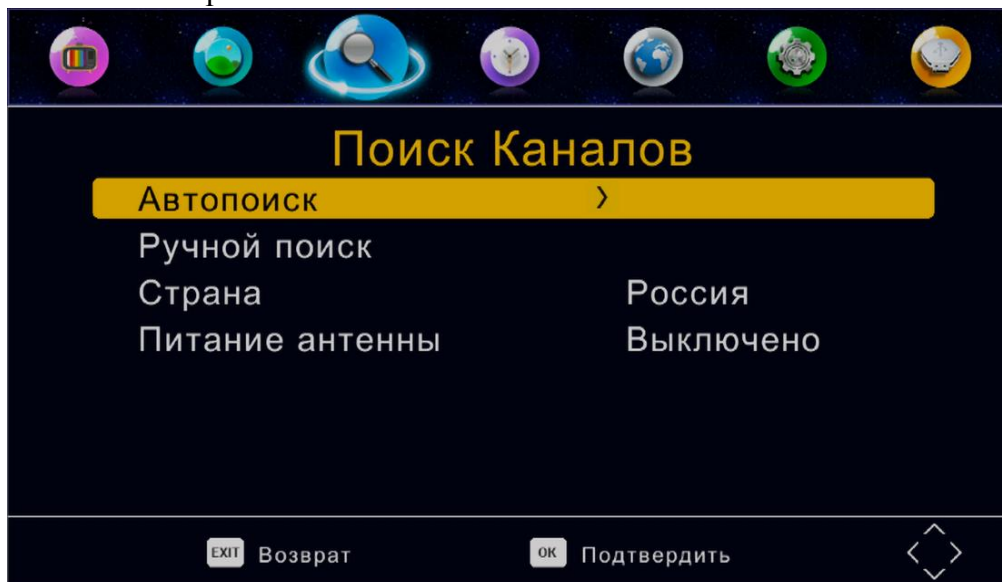 Поиск Каналов
Автопоиск >
Ручной поиск
Страна Россия
Питание антенны Выключено
EXIT Возврат OK Подтвердить